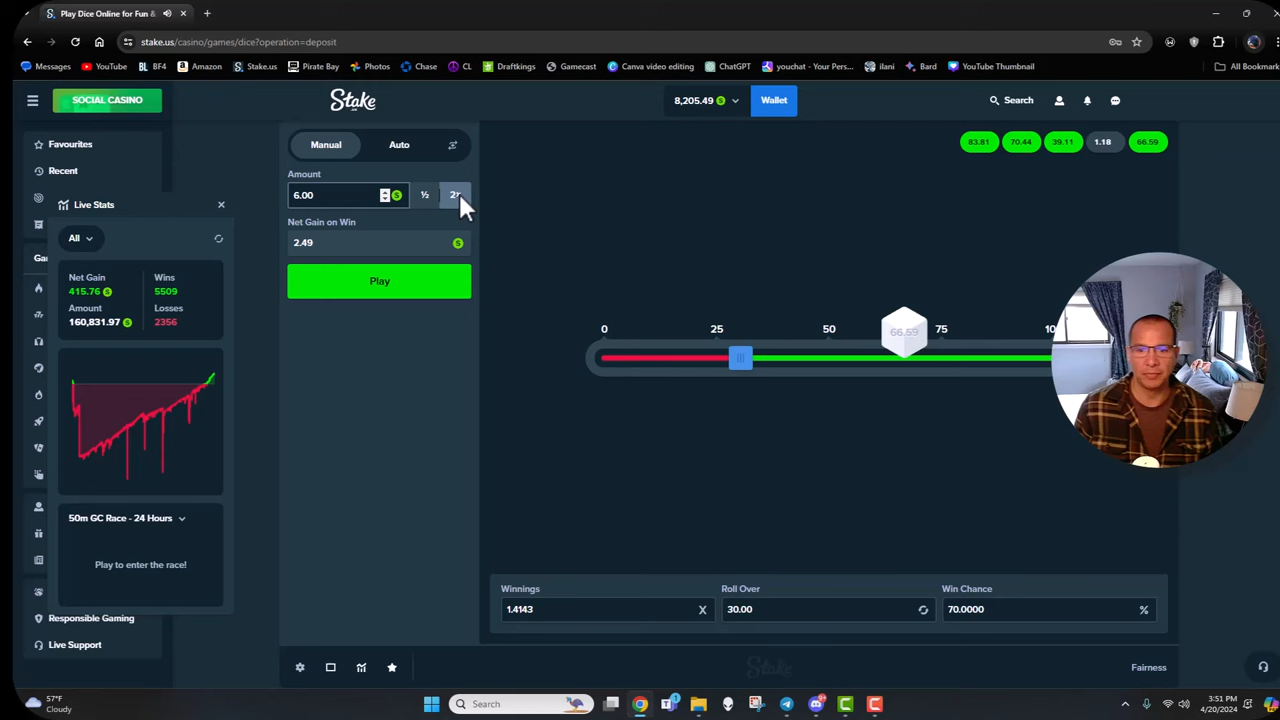 Play Dice Online for Fun &
stake.us/casino/games/dice?operation=deposit
Messages YouTube BF4 Amazon Stake.us Pirate Bay Photos Chase CL Draftkings Gamecast Canva video editing ChatGPT youchat - Your Pers... ilani Bard YouTube Thumbnail All Bookmark
SOCIAL CASINO
Stake
8,205.49
Wallet
Search
Favourites
Recent
Manual Auto
83.81 70.44 39.11 1.18 66.59
Amount
6.00 ½ 2×
Net Gain on Win
2.49
Play
Live Stats
All
Net Gain Wins
415.76 5509
Amount Losses
160,831.97 2356
50m GC Race - 24 Hours
Play to enter the race!
Responsible Gaming
Live Support
66.59
0 25 50 75
Winnings Roll Over Win Chance
1.4143 X 30.00 70.0000 %
Stake
Fairness
57°F
Cloudy
Search
3:51 PM
4/20/2024